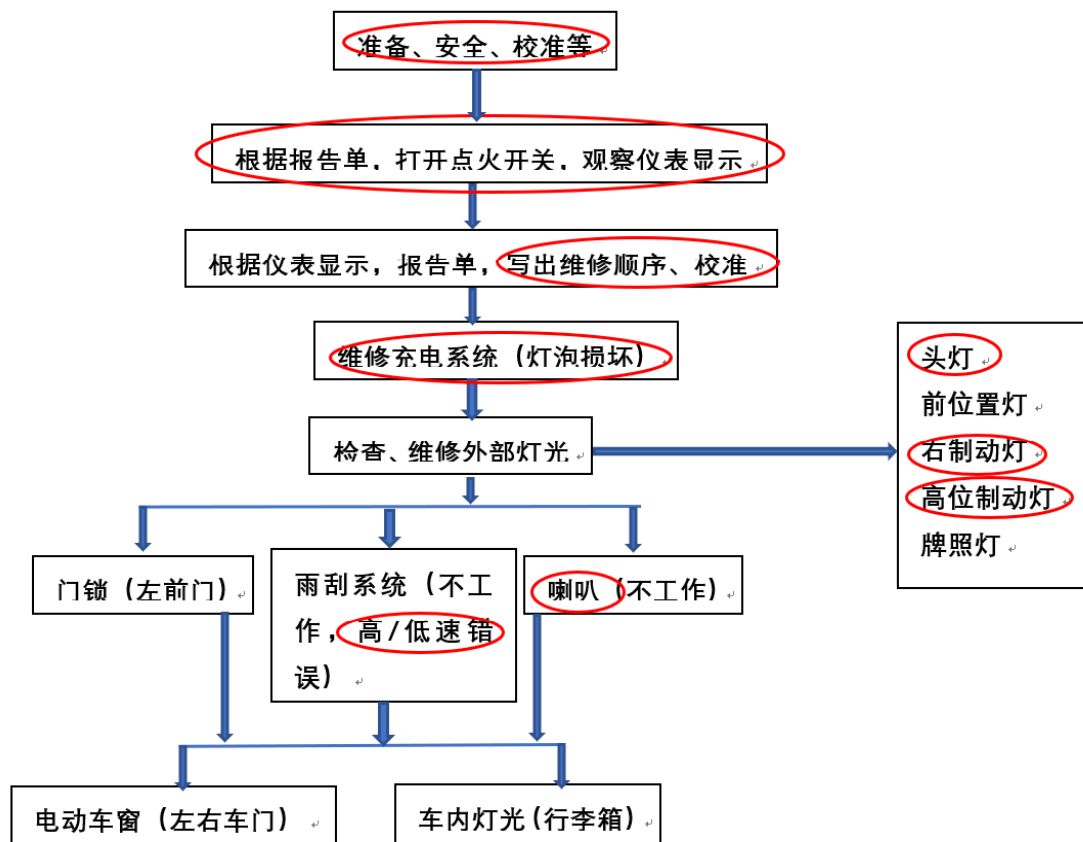 准备、安全、校准等
根据报告单，打开点火开关，观察仪表显示
根据仪表显示，报告单，写出维修顺序、校准
维修充电系统（灯泡损坏）
检查、维修外部灯光
头灯
前位置灯
右制动灯
高位制动灯
牌照灯
门锁（左前门）
雨刮系统（不工
作，高/低速错
误）
喇叭（不工作）
电动车窗（左右车门）
车内灯光（行李箱）